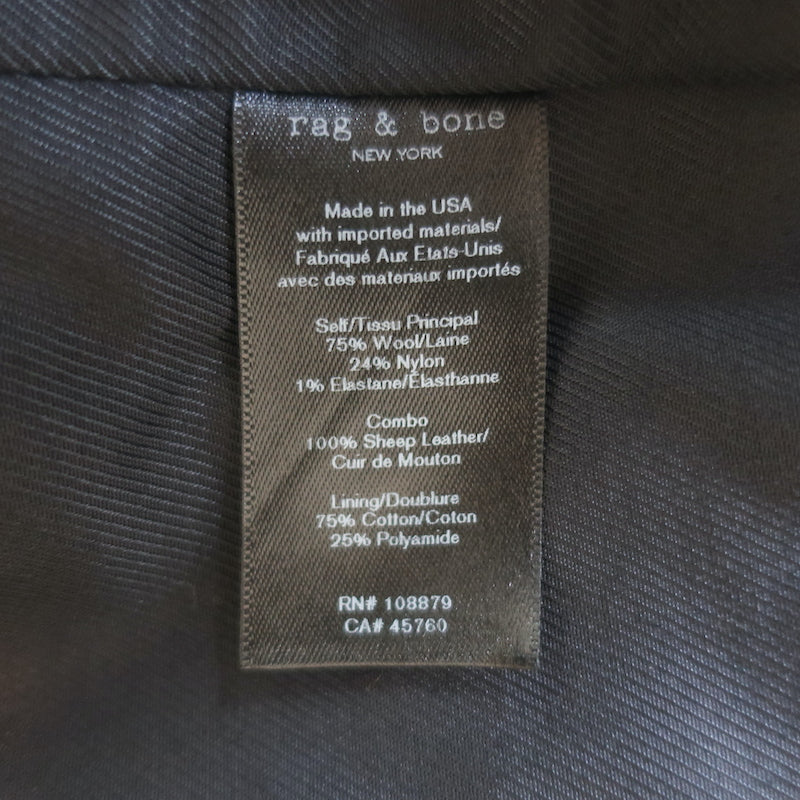 rag & bone
NEW YORK
Made in the USA
with imported materials/
Fabriqué Aux Etats-Unis
avec des materiaux importés
Self/Tissu Principal
75% Wool/Laine
24% Nylon
1% Elastane/Elasthanne
Combo
100% Sheep Leather/
Cuir de Mouton
Lining/Doublure
75% Cotton/Coton
25% Polyamide
RN# 108879
CA# 45760